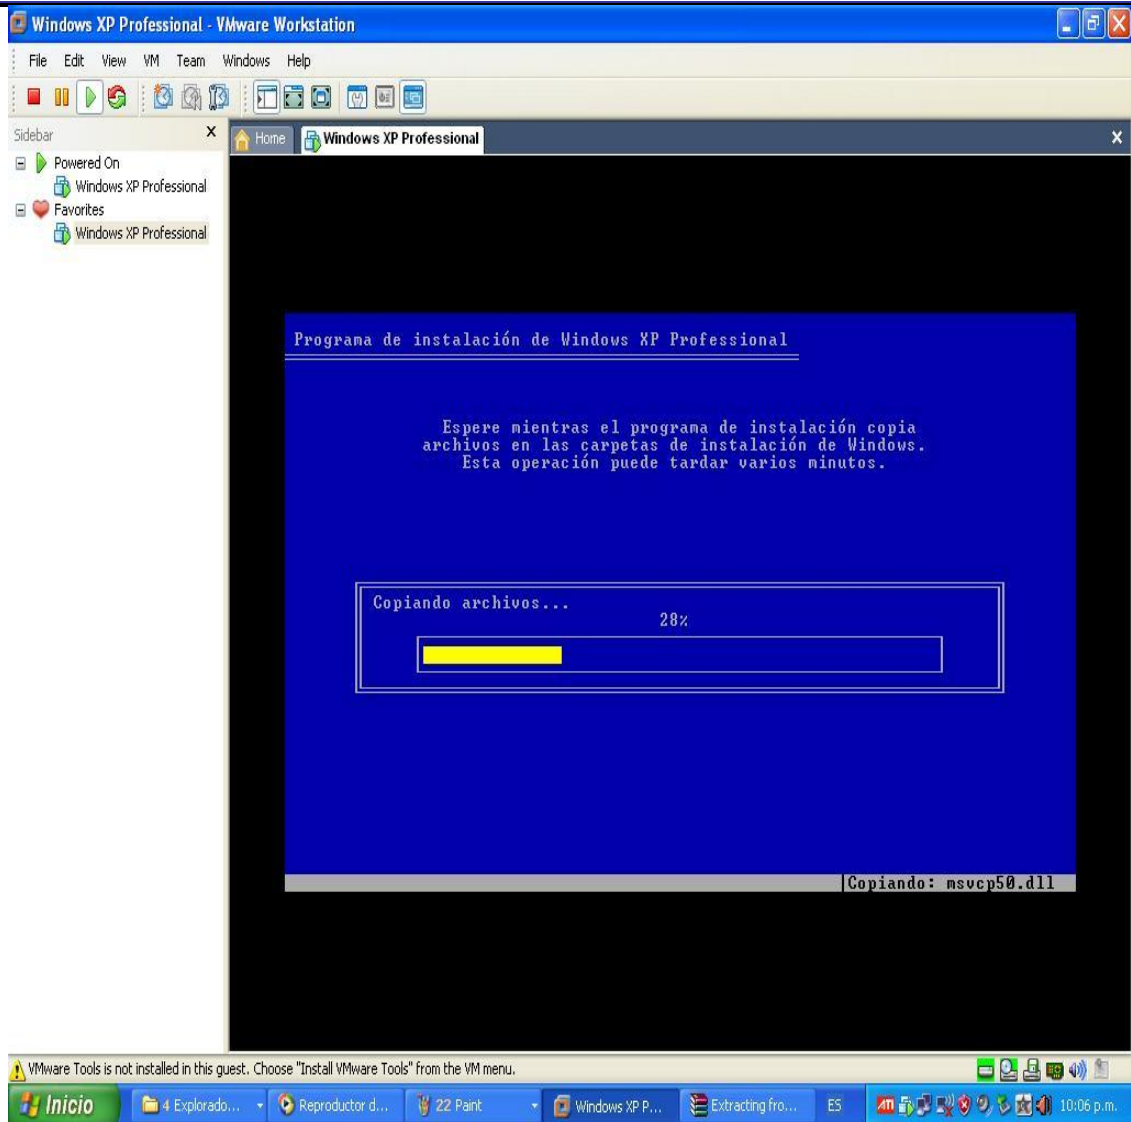 Windows XP Professional - VMware Workstation
File Edit View VM Team Windows Help
Sidebar x
Home Windows XP Professional x
Powered On
Windows XP Professional
Favorites
Windows XP Professional
Programa de instalación de Windows XP Professional
Espere mientras el programa de instalación copia
archivos en las carpetas de instalación de Windows.
Esta operación puede tardar varios minutos.
Copiando archivos...
28%
Copiando: msvcp50.dll
VMware Tools is not installed in this guest. Choose "Install VMware Tools" from the VM menu.
Inicio 4 Explorado... Reproductor d... 22 Paint Windows XP P... Extracting fro... ES ATI 10:06 p.m.